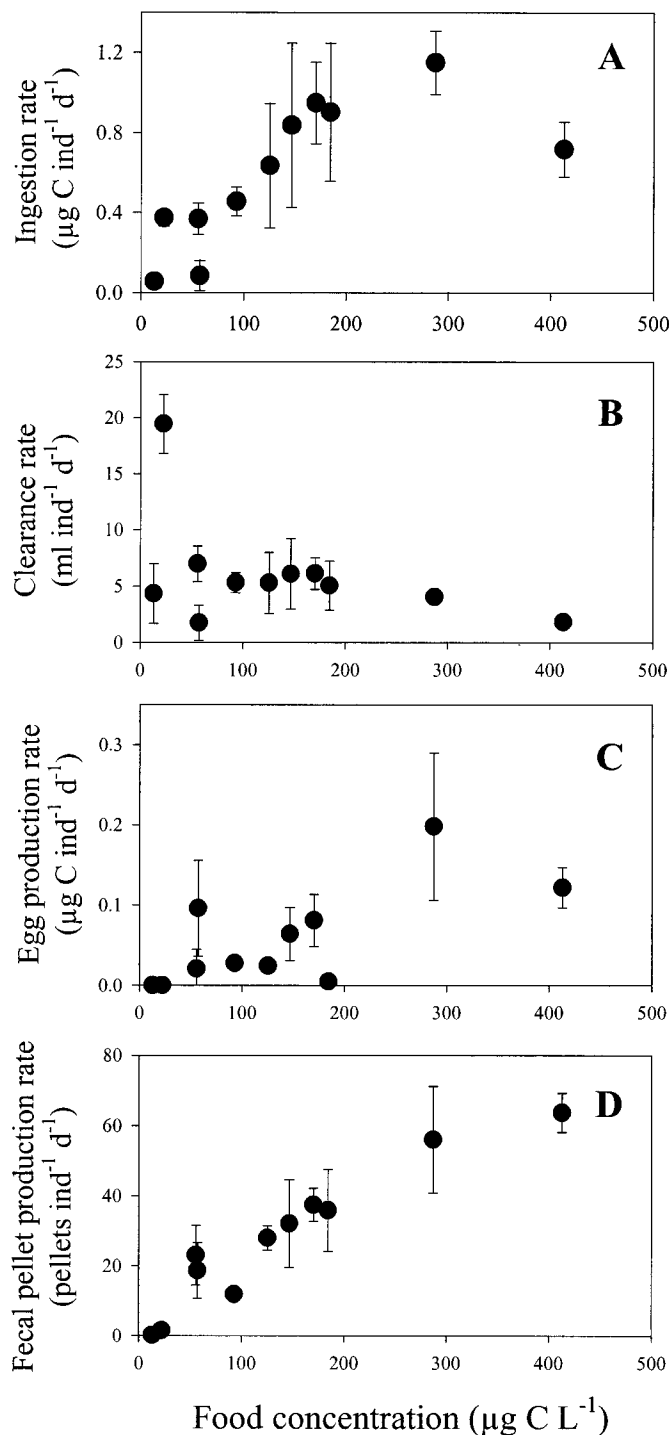 A
Ingestion rate
(µg C ind⁻¹ d⁻¹)
1.2
0.8
0.4
0.0
0 100 200 300 400 500
B
Clearance rate
(ml ind⁻¹ d⁻¹)
25
20
15
10
5
0
0 100 200 300 400 500
C
Egg production rate
(µg C ind⁻¹ d⁻¹)
0.3
0.2
0.1
0.0
0 100 200 300 400 500
D
Fecal pellet production rate
(pellets ind⁻¹ d⁻¹)
80
60
40
20
0
0 100 200 300 400 500
Food concentration (µg C L⁻¹)